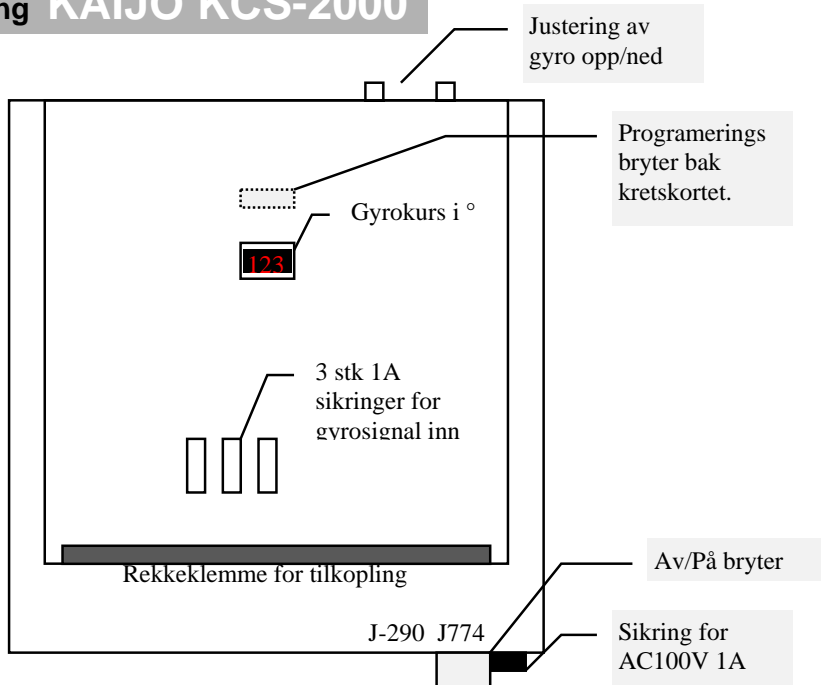 KAIJO KCS-2000
Justering av
gyro opp/ned
Programerings
bryter bak
kretskortet.
Gyrokurs i °
123
3 stk 1A
sikringer for
gyrosignal inn
Rekkeklemme for tilkopling
Av/På bryter
J-290 J774
Sikring for
AC100V 1A